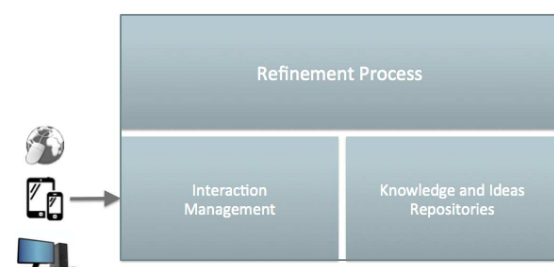 Refinement Process
Interaction
Management
Knowledge and Ideas
Repositories